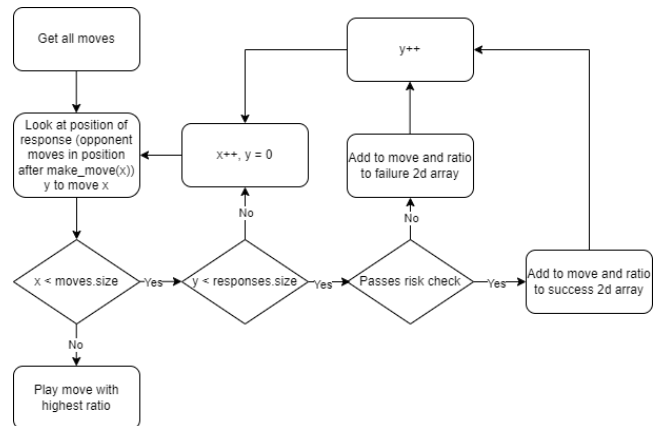 Get all moves
y++
Look at position of
response (opponent
moves in position
after make_move(x))
y to move x
x++, y = 0
Add to move and ratio
to failure 2d array
No
No
x < moves.size
Yes
y < responses.size
Yes
Passes risk check
Yes
Add to move and ratio
to success 2d array
No
Play move with
highest ratio